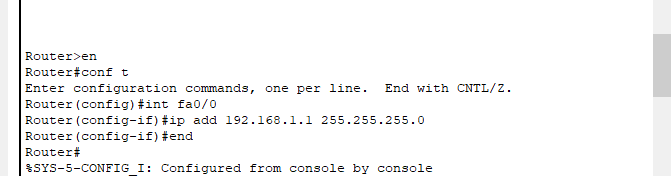 Router>en
Router#conf t
Enter configuration commands, one per line.  End with CNTL/Z.
Router(config)#int fa0/0
Router(config-if)#ip add 192.168.1.1 255.255.255.0
Router(config-if)#end
Router#
%SYS-5-CONFIG_I: Configured from console by console